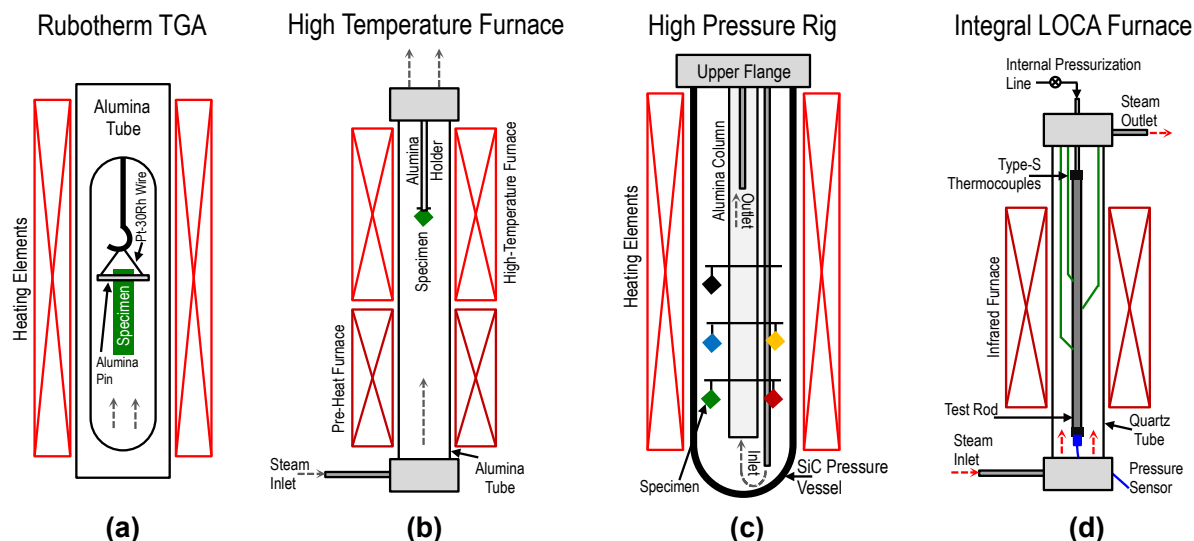 Rubotherm TGA
Alumina
Tube
Heating Elements
Pt-30Rh Wire
Specimen
Alumina
Pin
(a)
High Temperature Furnace
Alumina
Holder
Specimen
High-Temperature Furnace
Pre-Heat Furnace
Steam
Inlet
Alumina
Tube
(b)
High Pressure Rig
Upper Flange
Heating Elements
Alumina Column
Outlet
Inlet
Specimen
SiC Pressure
Vessel
(c)
Integral LOCA Furnace
Internal Pressurization
Line
Steam
Outlet
Type-S
Thermocouples
Infrared Furnace
Test Rod
Quartz
Tube
Steam
Inlet
Pressure
Sensor
(d)